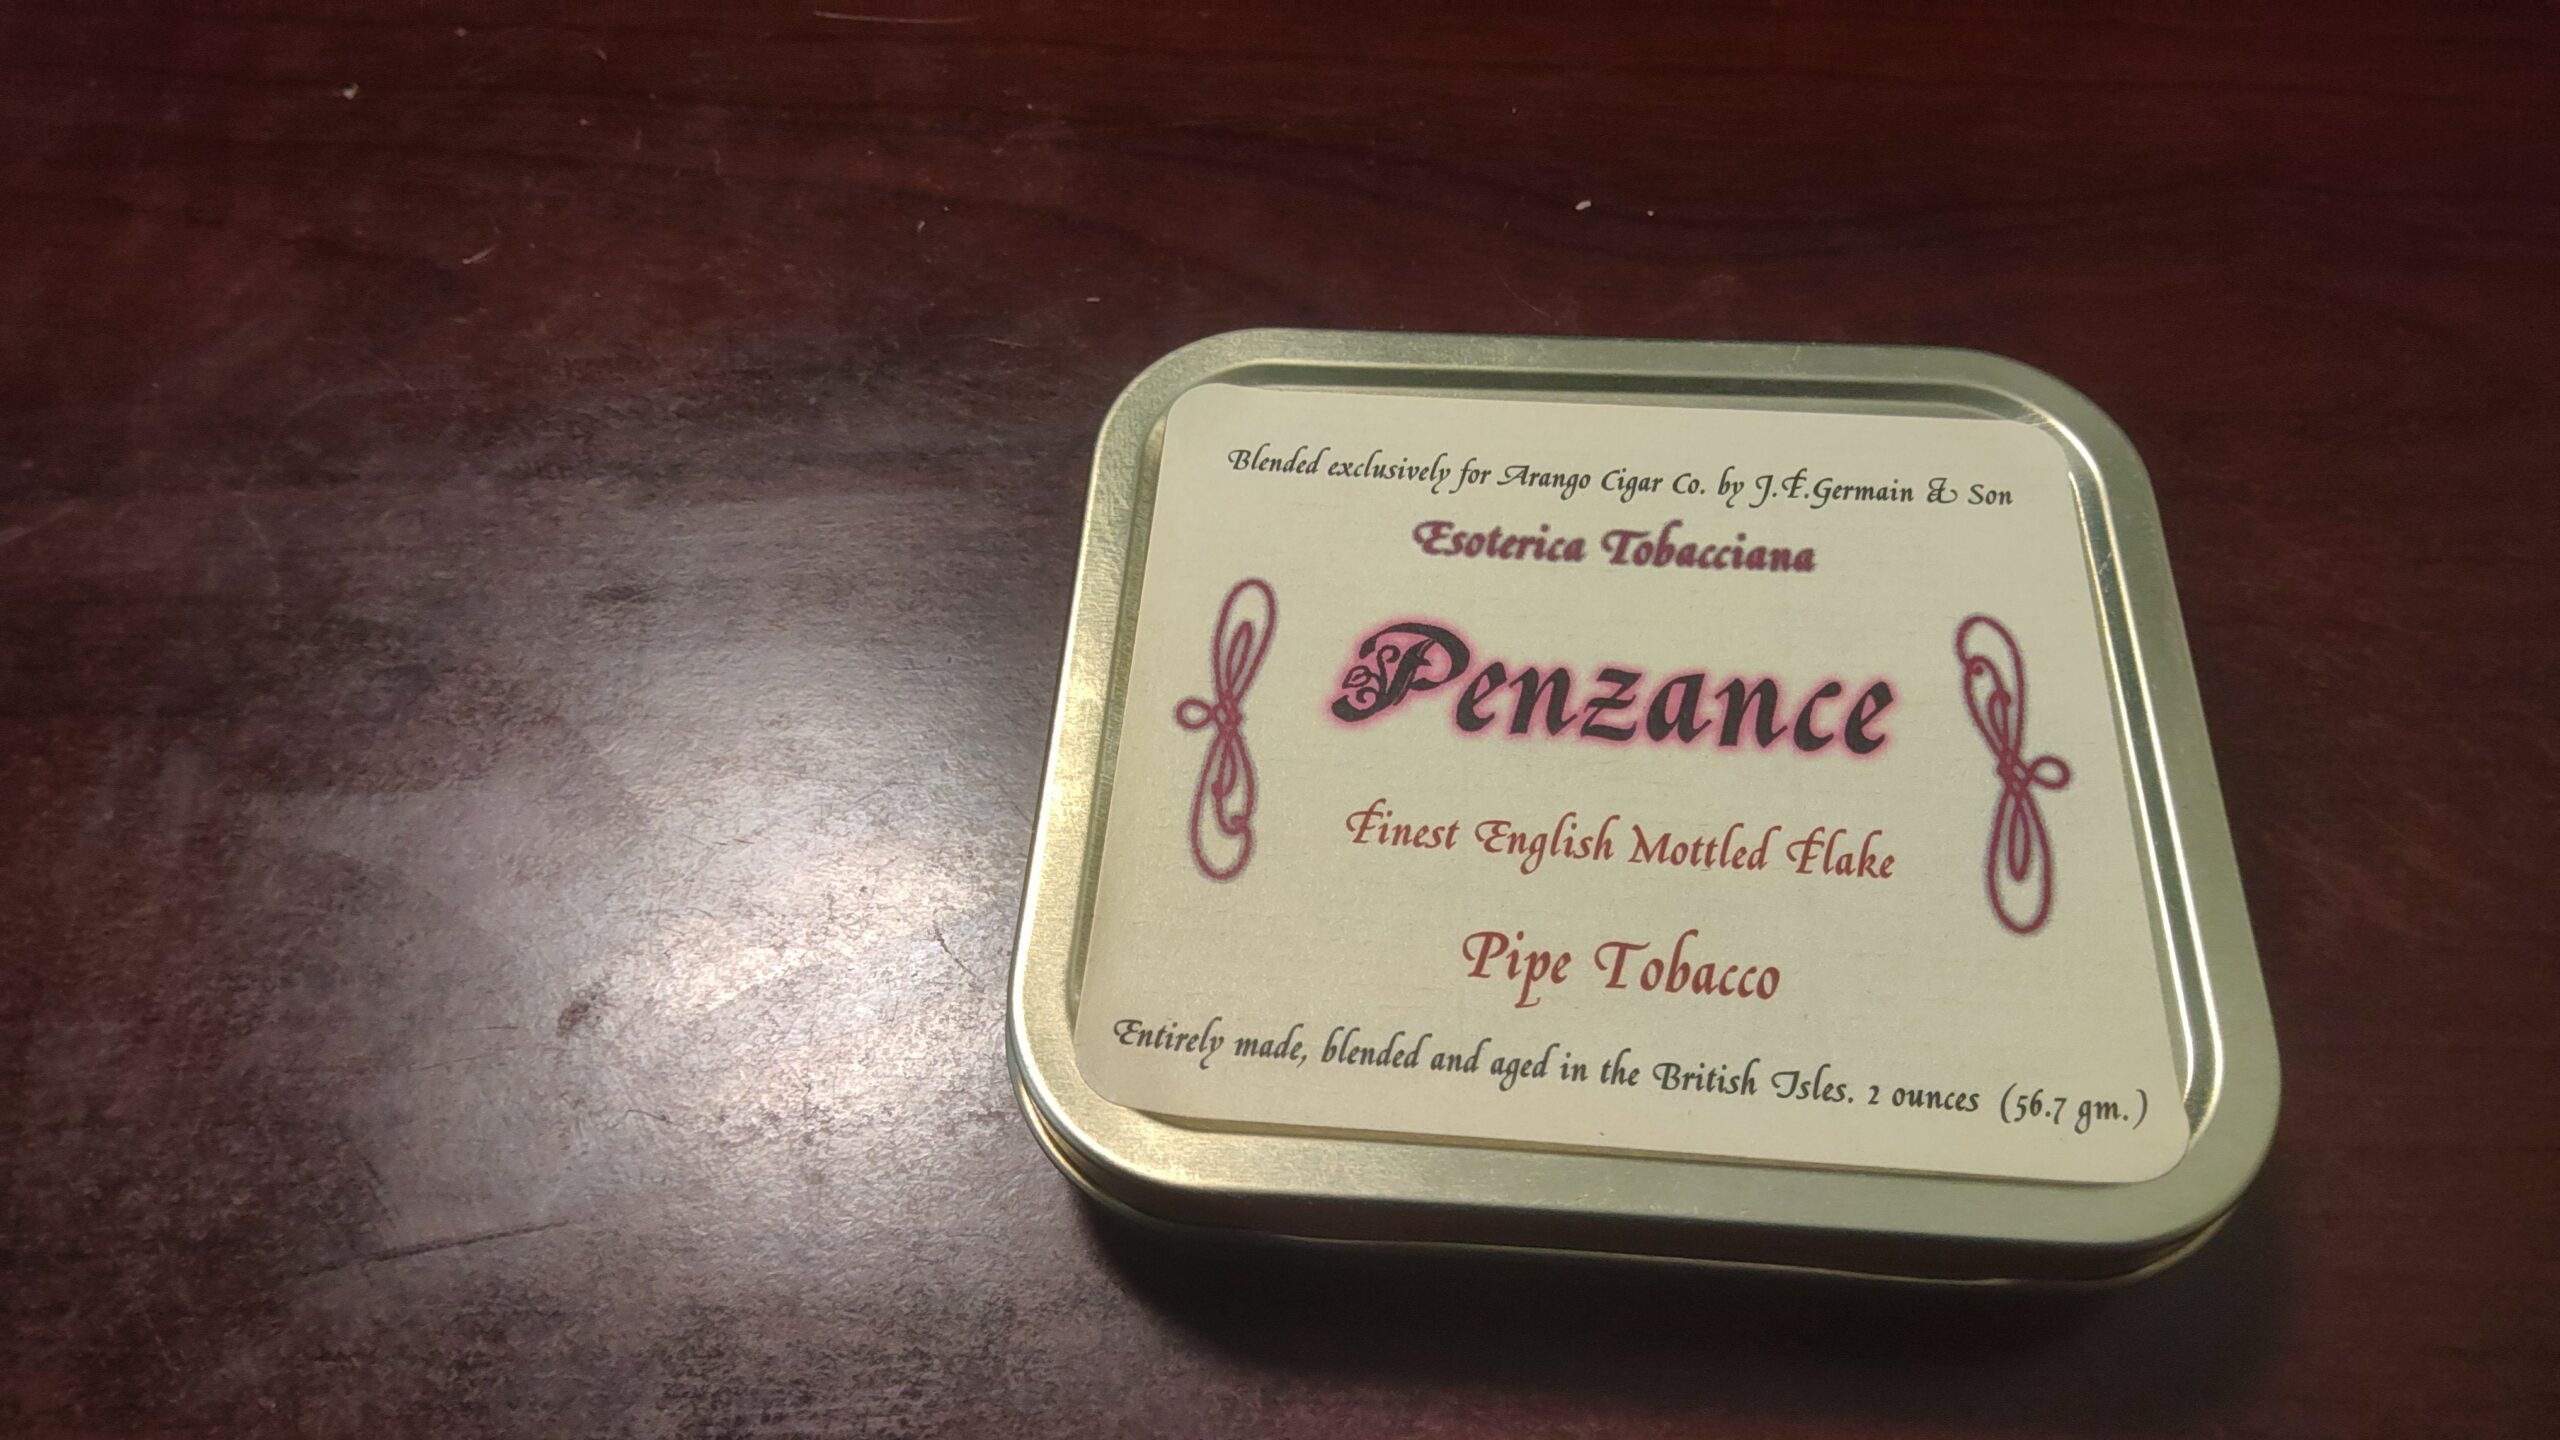 Blended exclusively for Arango Cigar Co. by J.F.Germain & Son
Esoterica Tobacciana
Penzance
Finest English Mottled Flake
Pipe Tobacco
Entirely made, blended and aged in the British Isles. 2 ounces (56.7 gm.)